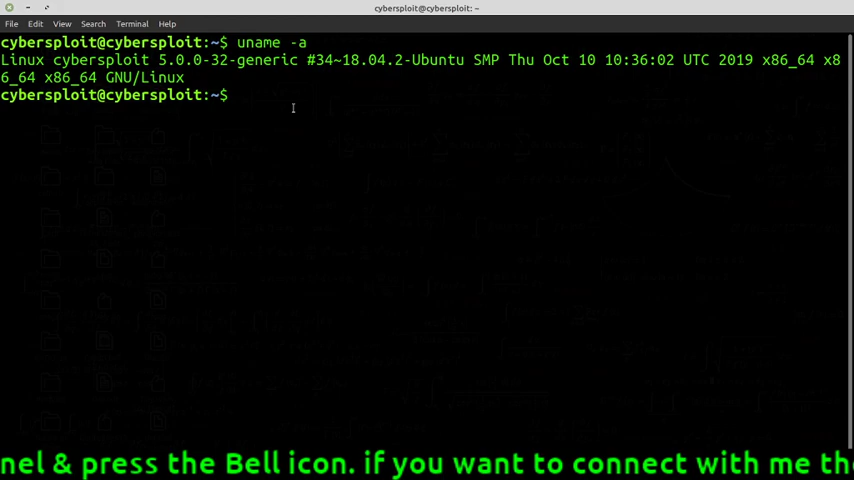 cybersploit@cybersploit: ~
File Edit View Search Terminal Help
cybersploit@cybersploit:~$ uname -a
Linux cybersploit 5.0.0-32-generic #34~18.04.2-Ubuntu SMP Thu Oct 10 10:36:02 UTC 2019 x86_64 x8
6_64 x86_64 GNU/Linux
cybersploit@cybersploit:~$
nel & press the Bell icon. if you want to connect with me the